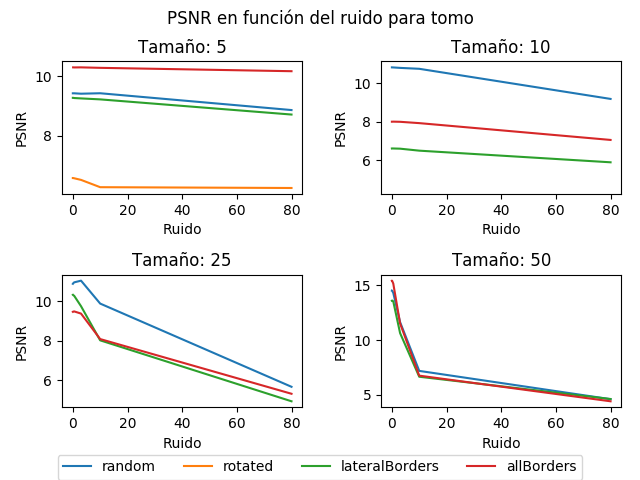 PSNR en función del ruido para tomo
Tamaño: 5
10
8
PSNR
0 20 40 60 80
Ruido
Tamaño: 10
10
8
6
PSNR
0 20 40 60 80
Ruido
Tamaño: 25
10
8
6
PSNR
0 20 40 60 80
Ruido
Tamaño: 50
15
10
5
PSNR
0 20 40 60 80
Ruido
random rotated lateralBorders allBorders